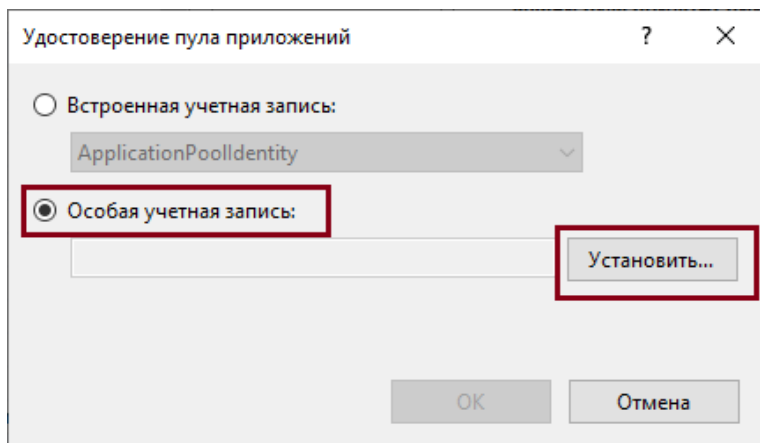 Удостоверение пула приложений ?
Встроенная учетная запись:
ApplicationPoolIdentity
Особая учетная запись:
Установить...
OK
Отмена